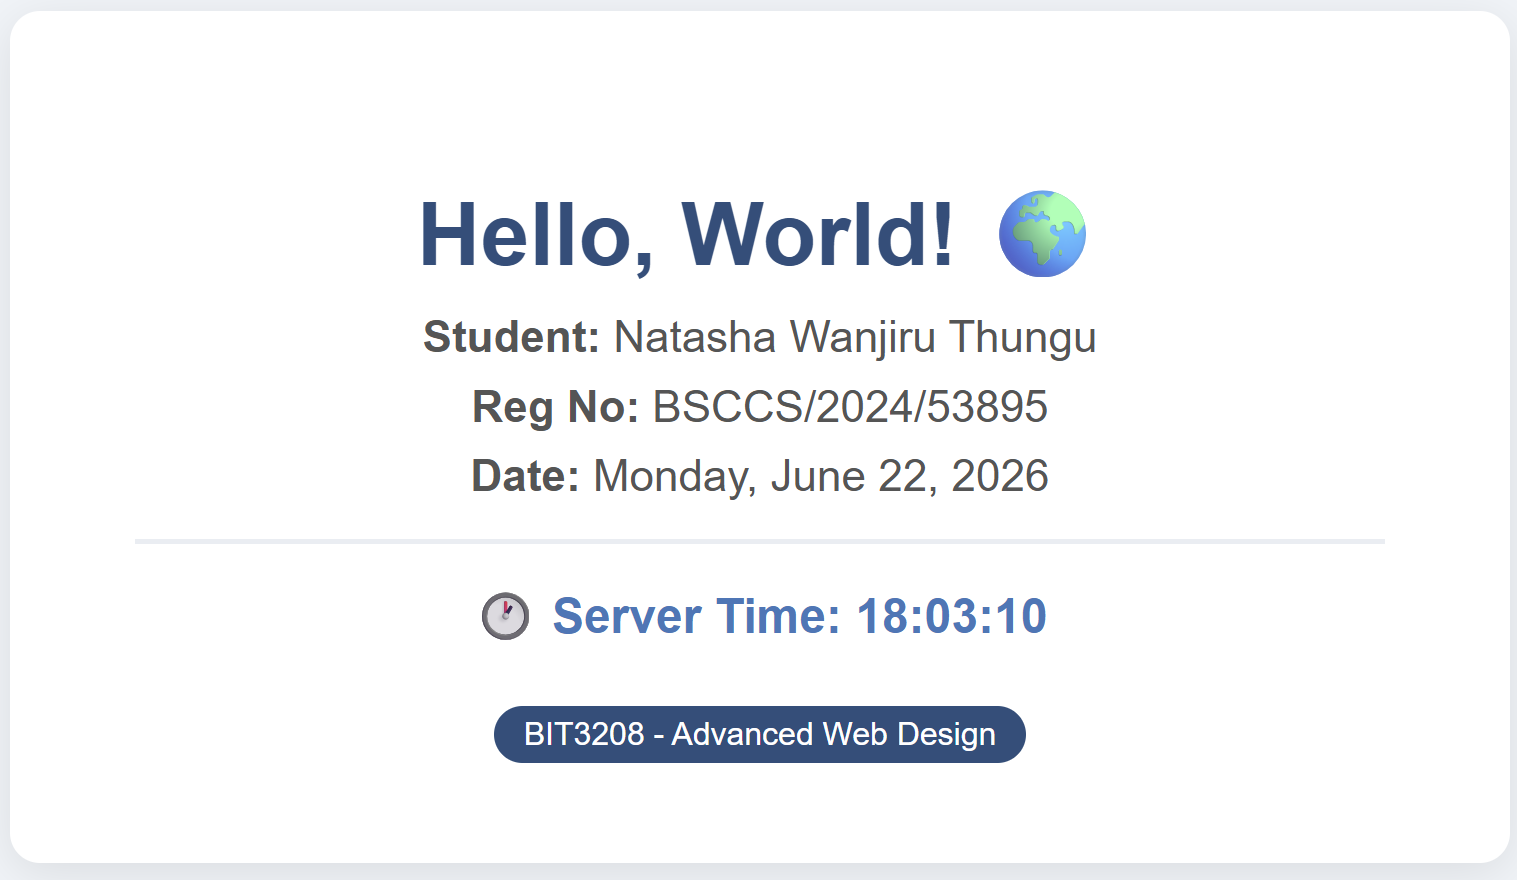 Hello, World! 🌍
Student: Natasha Wanjiru Thungu
Reg No: BSCCS/2024/53895
Date: Monday, June 22, 2026
🕐 Server Time: 18:03:10
BIT3208 - Advanced Web Design